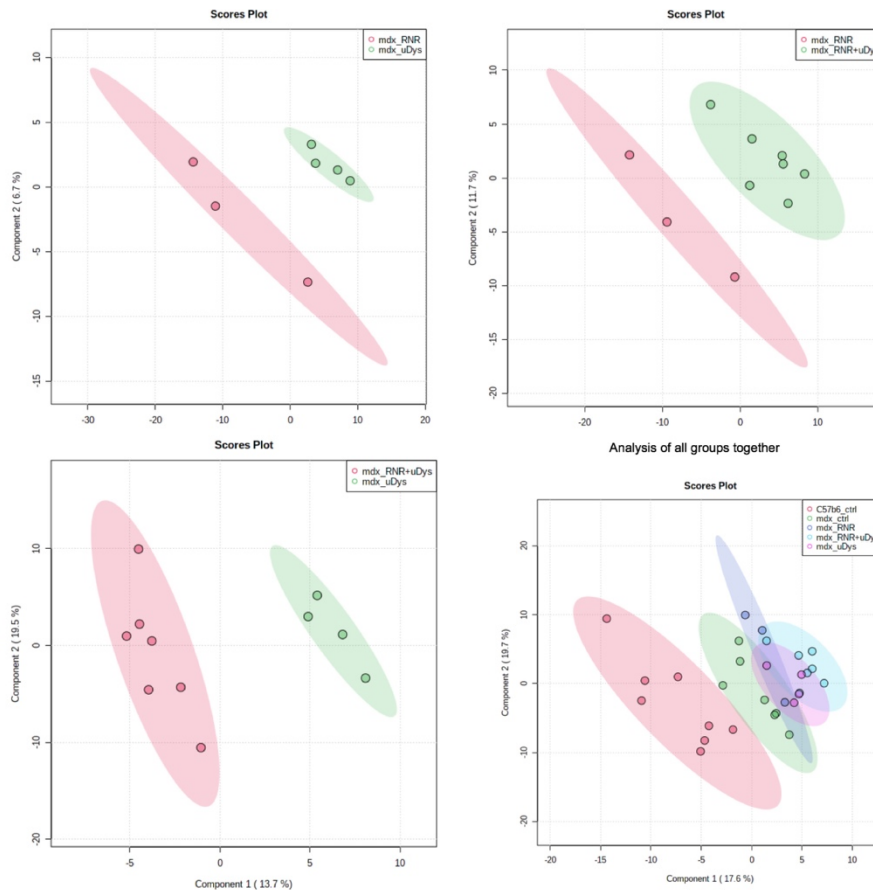 Scores Plot
mdx_RNR
mdx_uDys
Component 2 ( 6.7 %)
10
5
0
-5
-10
-15
-30
-20
-10
0
10
20
Scores Plot
mdx_RNR
mdx_RNR+uDy
Component 2 ( 11.7 %)
10
5
0
-5
-10
-15
-20
-20
-10
0
10
Scores Plot
mdx_RNR+uDys
mdx_uDys
Component 2 ( 19.5 %)
10
0
-10
-20
-5
0
5
10
Component 1 ( 13.7 %)
Analysis of all groups together
Scores Plot
C57b6_ctrl
mdx_ctrl
mdx_RNR
mdx_RNR+uDy
mdx_uDys
Component 2 ( 19.7 %)
20
10
0
-10
-20
-20
-15
-10
-5
0
5
10
Component 1 ( 17.6 %)